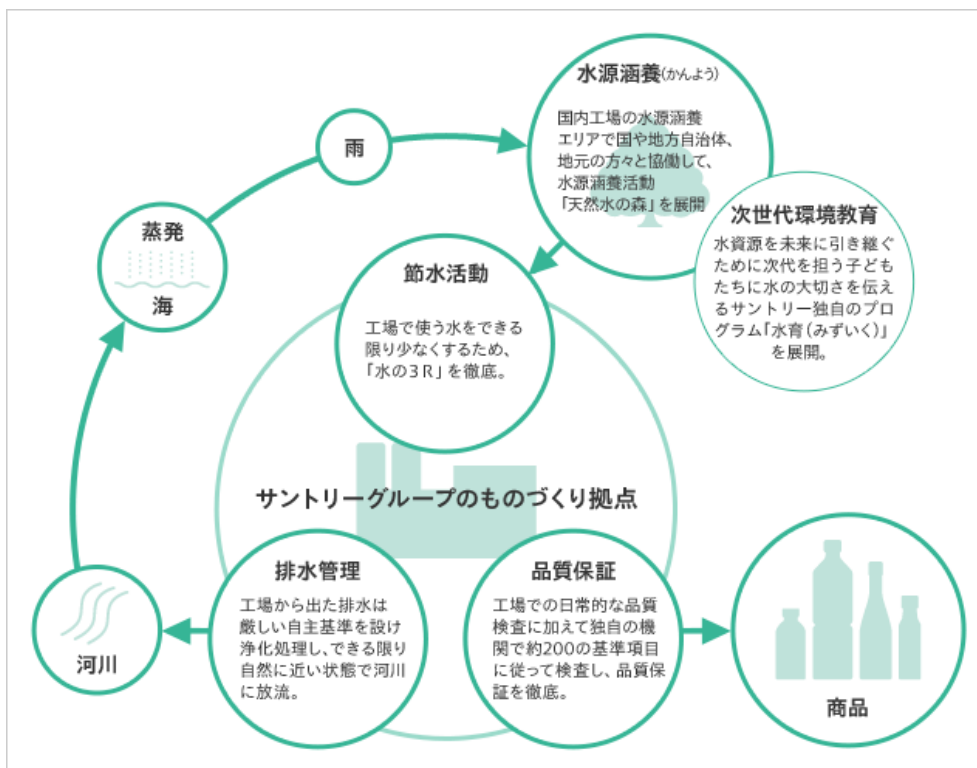 水源涵養(かんよう)
国内工場の水源涵養
エリアで国や地方自治体、
地元の方々と協働して、
水源涵養活動
「天然水の森」を展開
雨
次世代環境教育
水資源を未来に引き継ぐ
ために次代を担う子ども
たちに水の大切さを伝え
るサントリー独自のプロ
グラム「水育(みずいく)」
を展開。
蒸発
海
節水活動
工場で使う水をできる
限り少なくするため、
「水の3R」を徹底。
サントリーグループのものづくり拠点
排水管理
工場から出た排水は
厳しい自主基準を設け
浄化処理し、できる限り
自然に近い状態で河川
に放流。
品質保証
工場での日常的な品質
検査に加えて独自の機
関で約200の基準項目
に従って検査し、品質保
証を徹底。
河川
商品